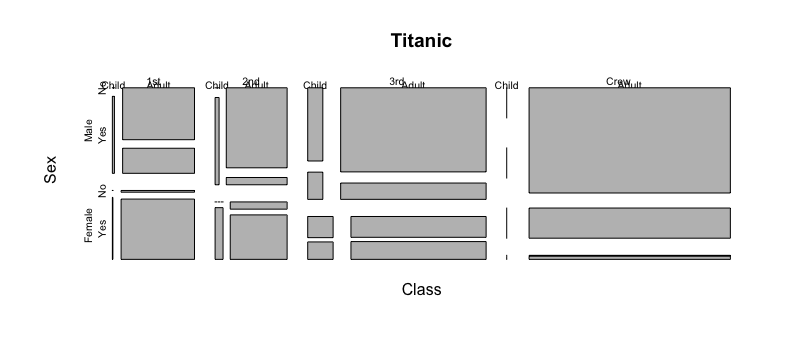 Titanic
1st 2nd 3rd Crew
Child Adult Child Adult Child Adult Child Adult
Sex
Male
Female
No
Yes
No
Yes
Class